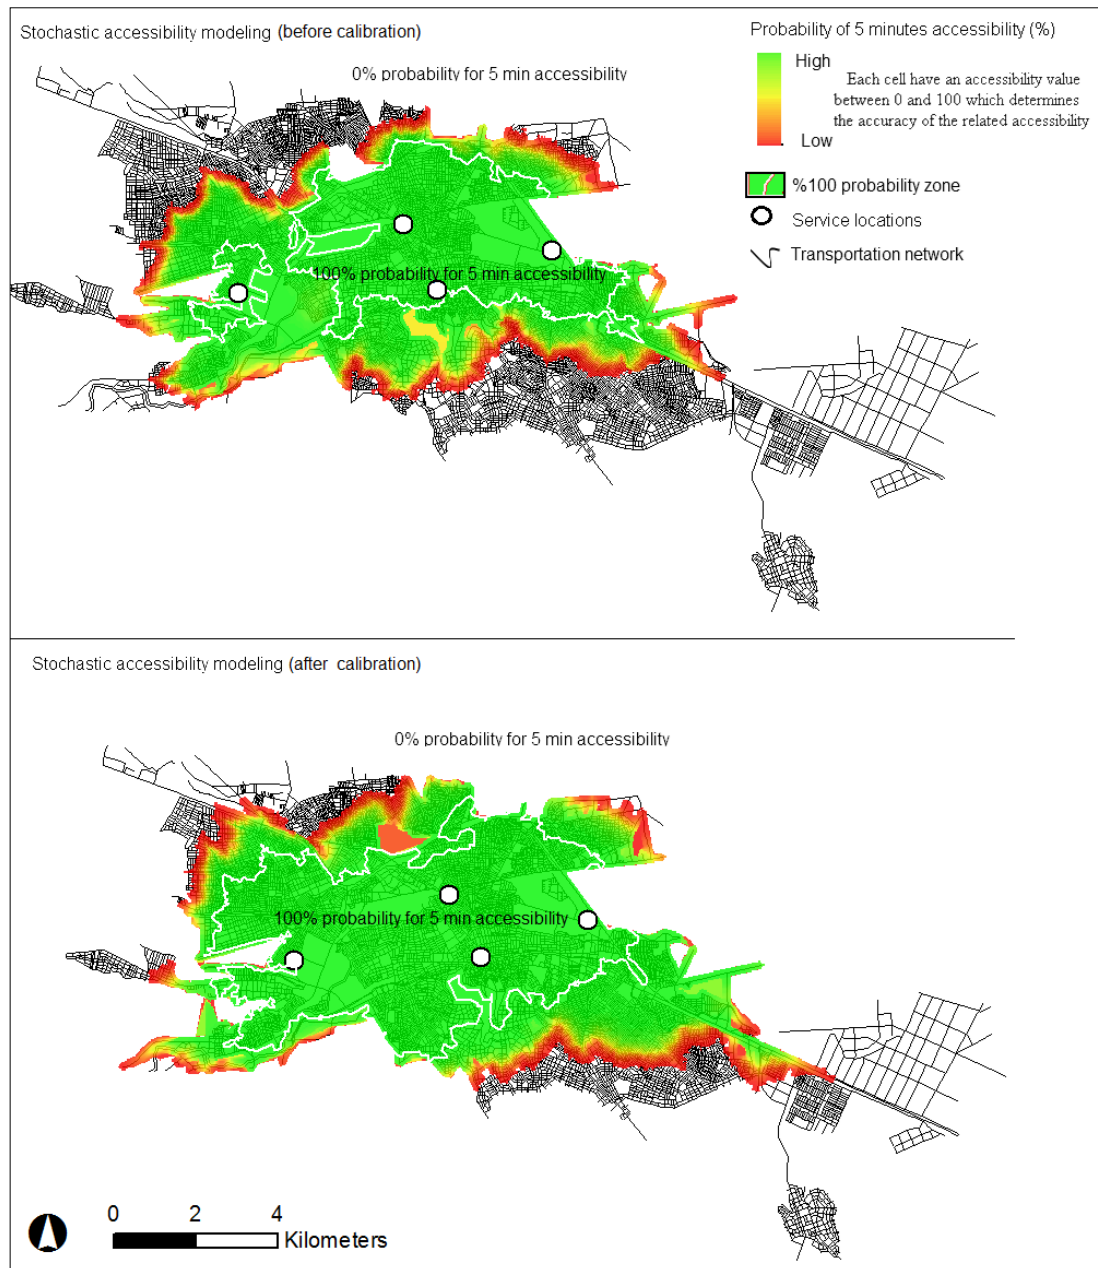 Stochastic accessibility modeling (before calibration)
Probability of 5 minutes accessibility (%)
High
Each cell have an accessibility value
between 0 and 100 which determines
the accuracy of the related accessibility
Low
%100 probability zone
Service locations
Transportation network
0% probability for 5 min accessibility
100% probability for 5 min accessibility
Stochastic accessibility modeling (after calibration)
0% probability for 5 min accessibility
100% probability for 5 min accessibility
0 2 4
Kilometers